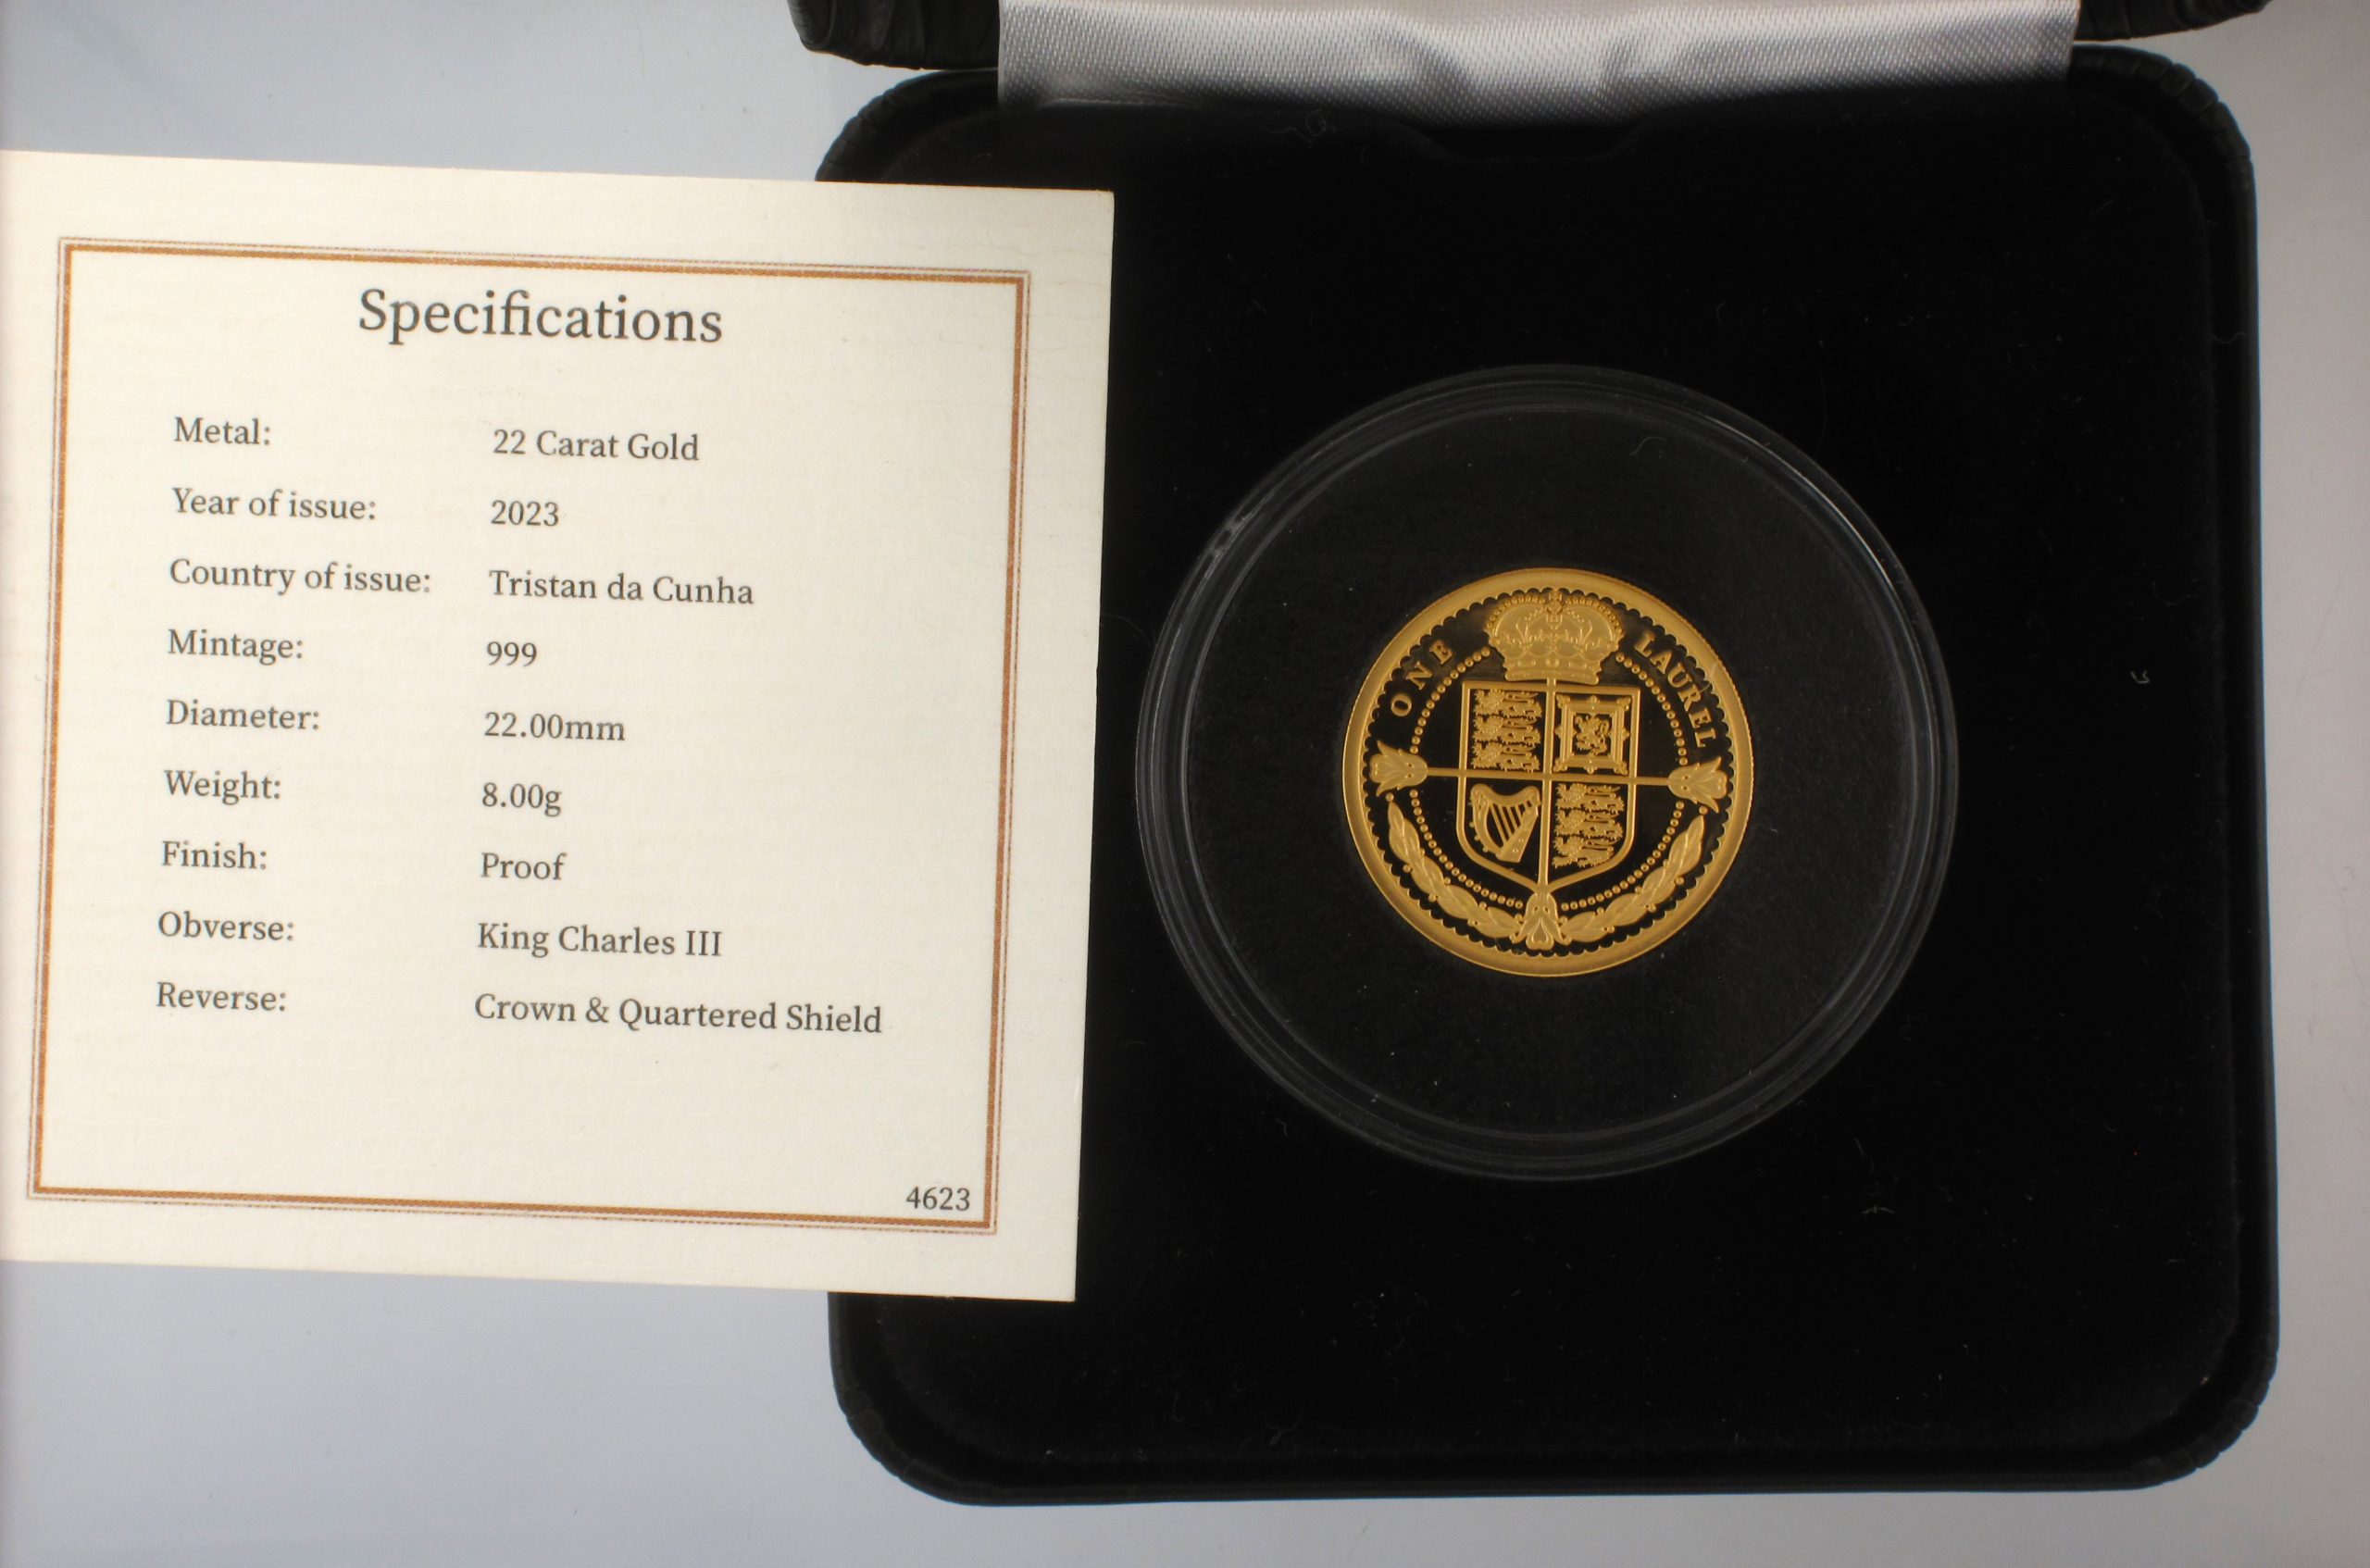 Specifications
Metal: 22 Carat Gold
Year of issue: 2023
Country of issue: Tristan da Cunha
Mintage: 999
Diameter: 22.00mm
Weight: 8.00g
Finish: Proof
Obverse: King Charles III
Reverse: Crown & Quartered Shield
4623
ONE LAUREL